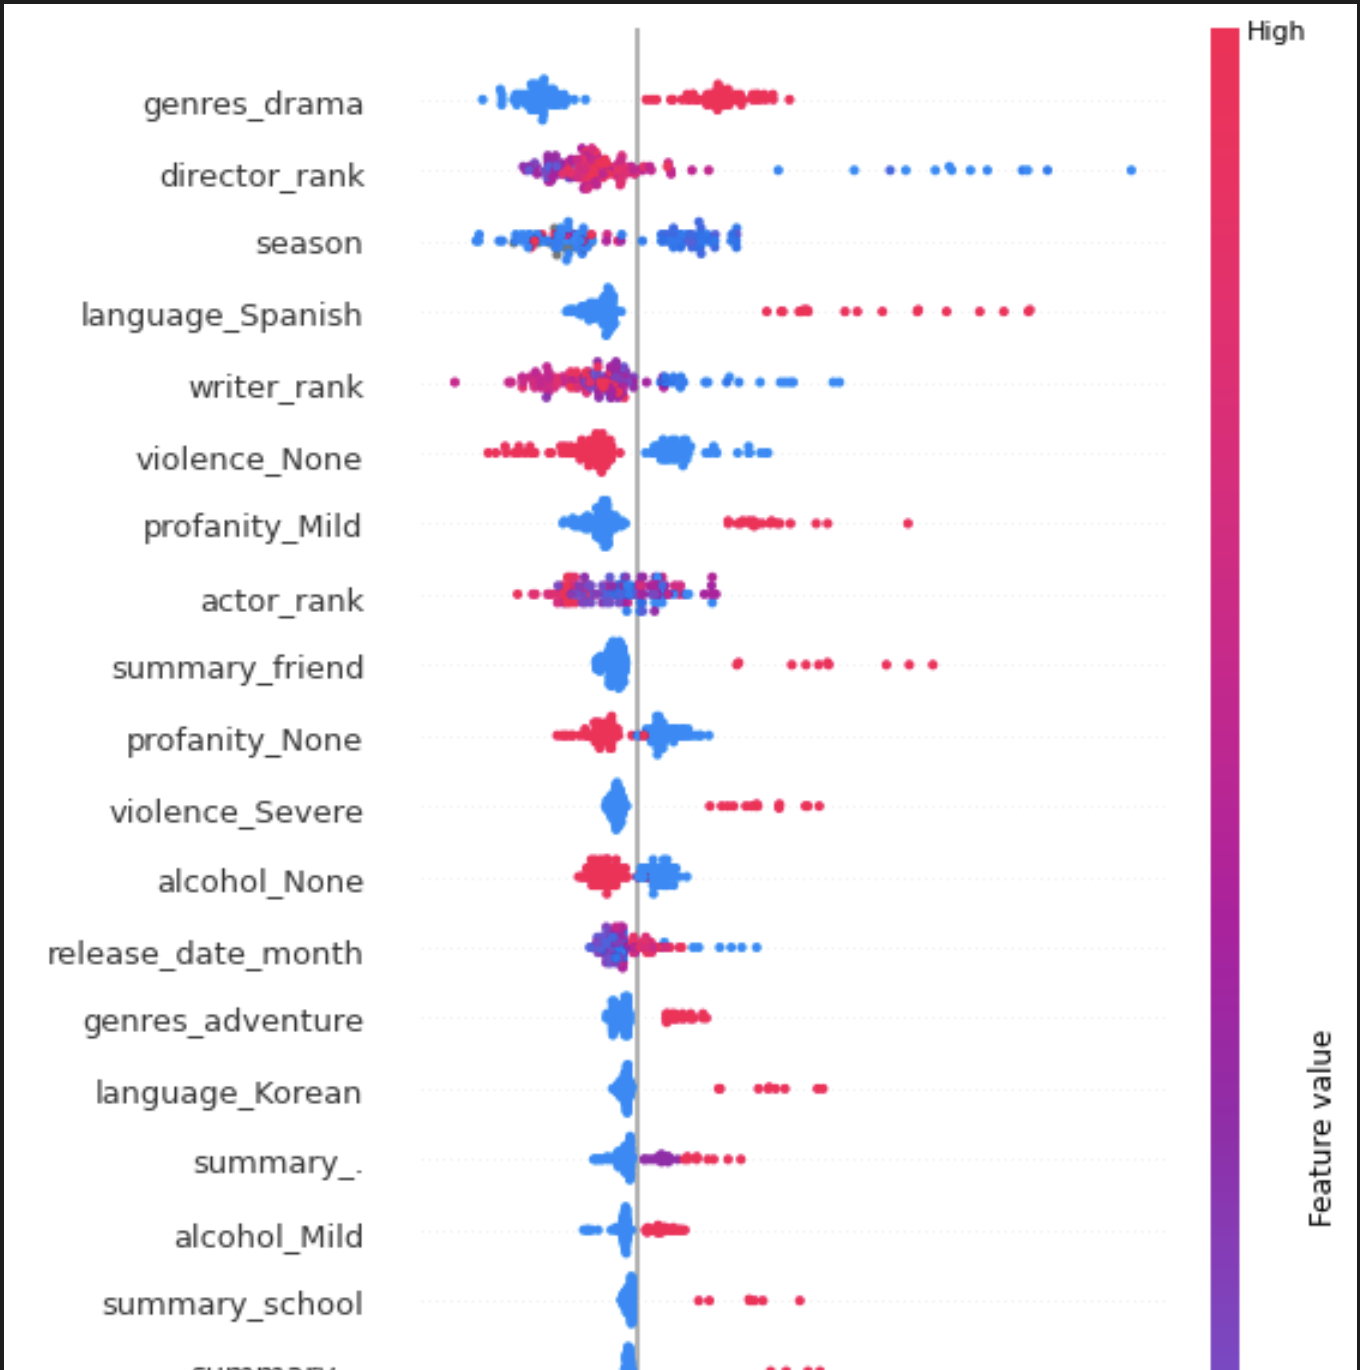 High
genres_drama
director_rank
season
language_Spanish
writer_rank
violence_None
profanity_Mild
actor_rank
summary_friend
profanity_None
violence_Severe
alcohol_None
release_date_month
genres_adventure
language_Korean
summary_.
alcohol_Mild
summary_school
Feature value